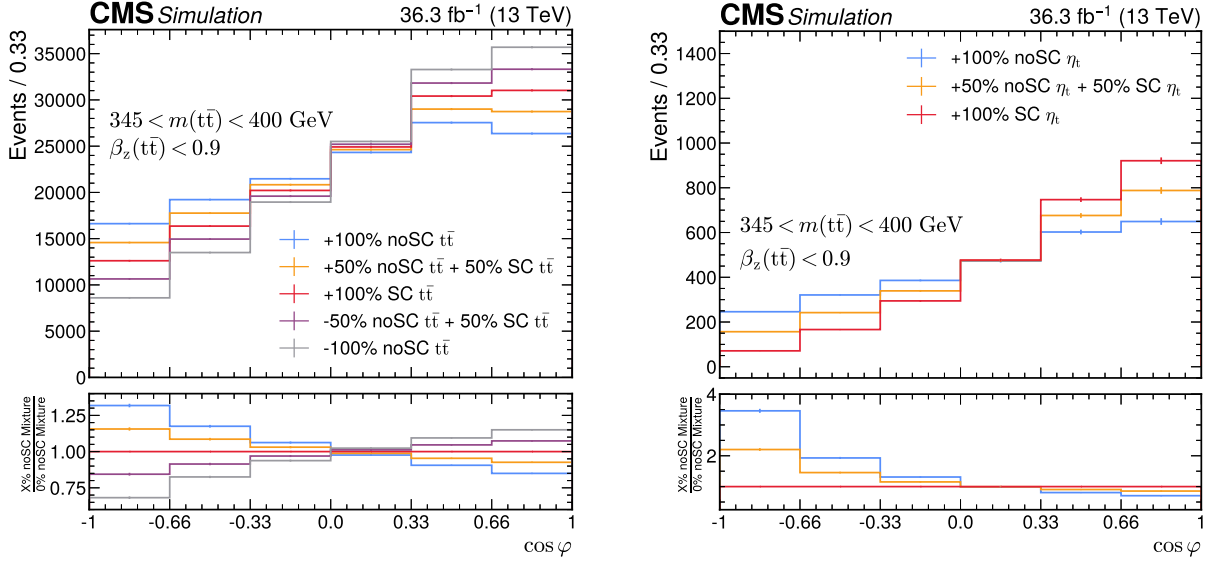 CMS Simulation 36.3 fb⁻¹ (13 TeV)
Events / 0.33
35000
30000
25000
20000
15000
10000
5000
0
345 < m(tt̄) < 400 GeV
β_z(tt̄) < 0.9
+100% noSC tt̄
+50% noSC tt̄ + 50% SC tt̄
+100% SC tt̄
-50% noSC tt̄ + 50% SC tt̄
-100% noSC tt̄
X% noSC Mixture
0% noSC Mixture
1.25
1.00
0.75
-1 -0.66 -0.33 0.0 0.33 0.66 1
cos φ
CMS Simulation 36.3 fb⁻¹ (13 TeV)
Events / 0.33
1400
1200
1000
800
600
400
200
0
+100% noSC η_t
+50% noSC η_t + 50% SC η_t
+100% SC η_t
345 < m(tt̄) < 400 GeV
β_z(tt̄) < 0.9
X% noSC Mixture
0% noSC Mixture
4
2
-1 -0.66 -0.33 0.0 0.33 0.66 1
cos φ